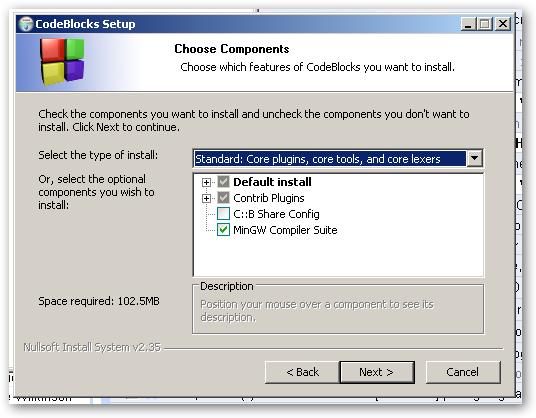 CodeBlocks Setup
Choose Components
Choose which features of CodeBlocks you want to install.
Check the components you want to install and uncheck the components you don't want to
install. Click Next to continue.
Select the type of install:
Standard: Core plugins, core tools, and core lexers
Or, select the optional
components you wish to
install:
Default install
Contrib Plugins
C::B Share Config
MinGW Compiler Suite
Space required: 102.5MB
Description
Position your mouse over a component to see its
description.
Nullsoft Install System v2.35
< Back
Next >
Cancel